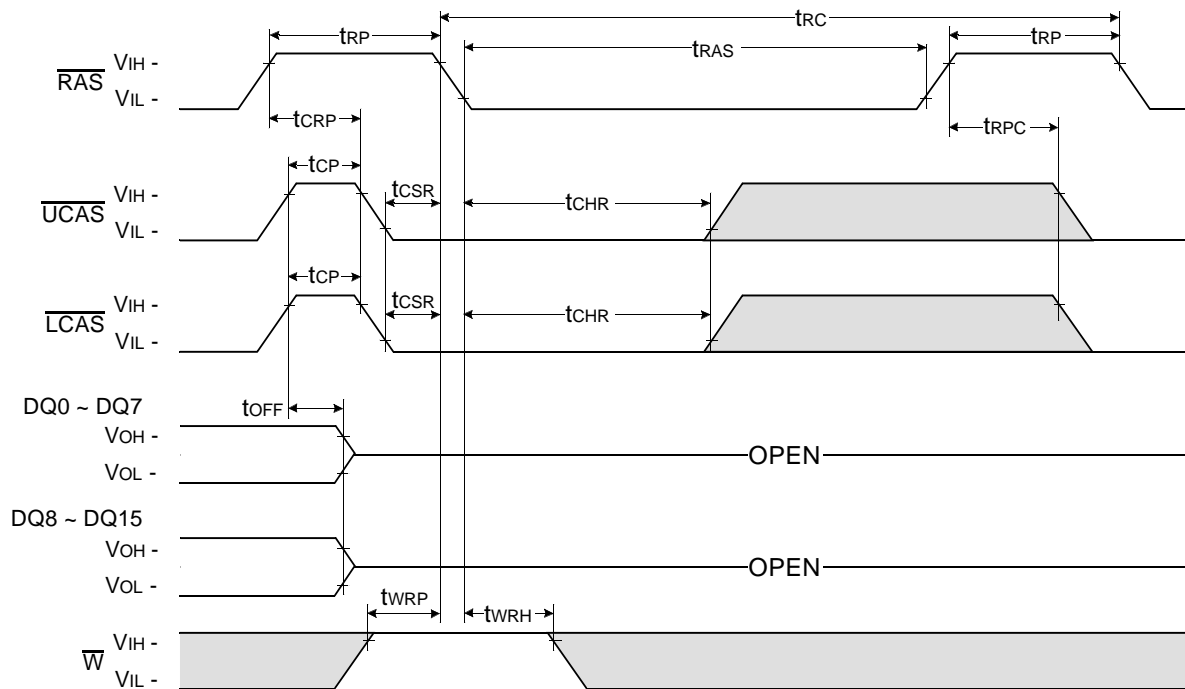 tRC
tRP tRAS tRP
RAS VIH -
VIL -
tCRP tRPC
tCP
tCSR tCHR
UCAS VIH -
VIL -
tCP
tCSR tCHR
LCAS VIH -
VIL -
tOFF
DQ0 ~ DQ7
VOH -
VOL -
OPEN
DQ8 ~ DQ15
VOH -
VOL -
OPEN
tWRP tWRH
W VIH -
VIL -